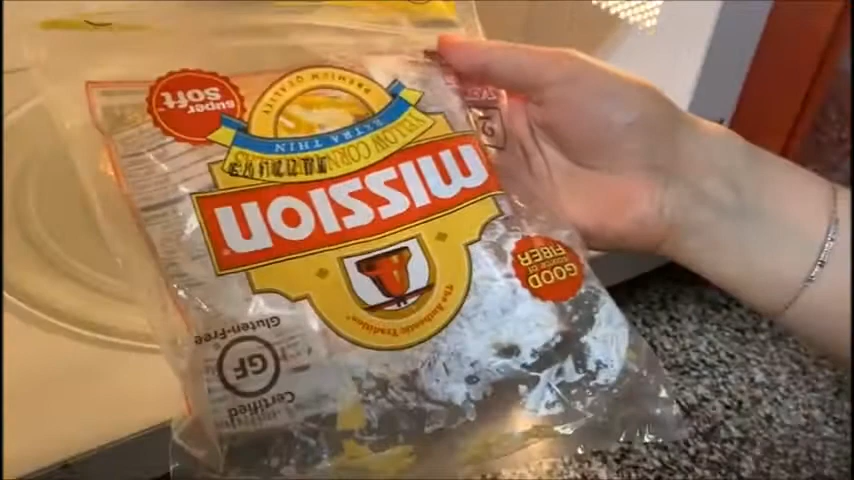 Certified
GF
Gluten-Free
The Authentic Tradition.
GOOD
Source of
FIBER
MISSION
YELLOW CORN
TORTILLAS
EXTRA THIN
PREMIUM QUALITY
super
SOFT